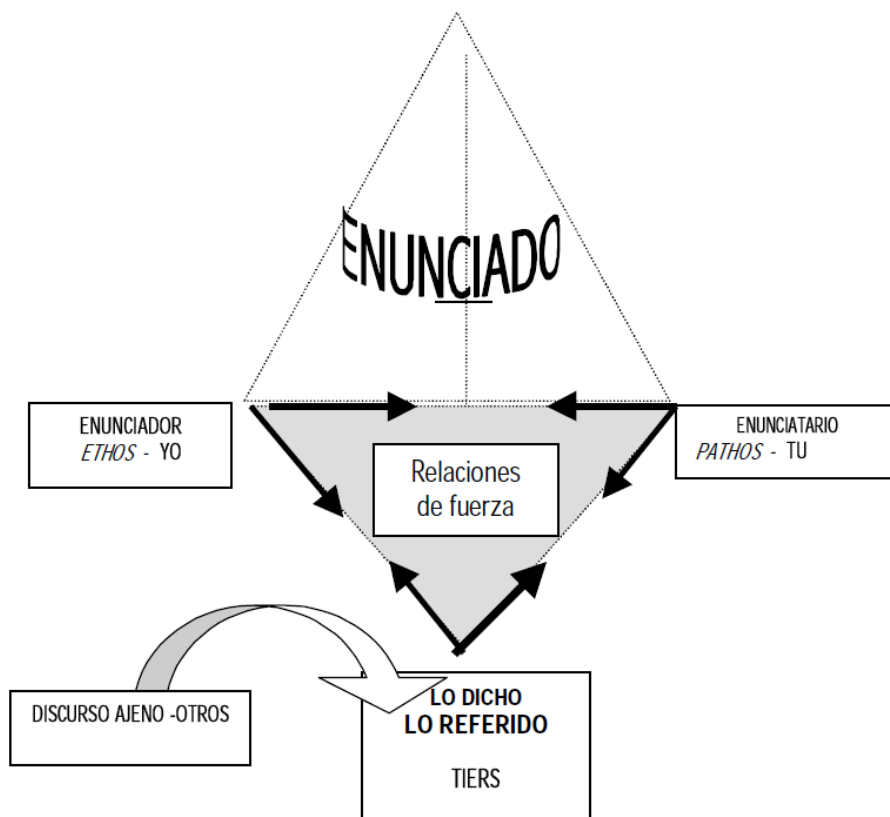 ENUNCIADO
ENUNCIADOR
ETHOS - YO
ENUNCIATARIO
PATHOS - TU
Relaciones
de fuerza
DISCURSO AJENO -OTROS
LO DICHO
LO REFERIDO
TIERS